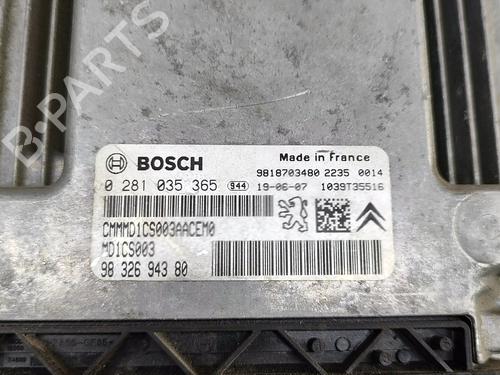 B-PARTS
BOSCH
Made in France
9818703480 2235 0014
0 281 035 365 944 19-06-07 1039T35516
CMMMD1CS003AACEM0
MD1CS003
98 326 943 80